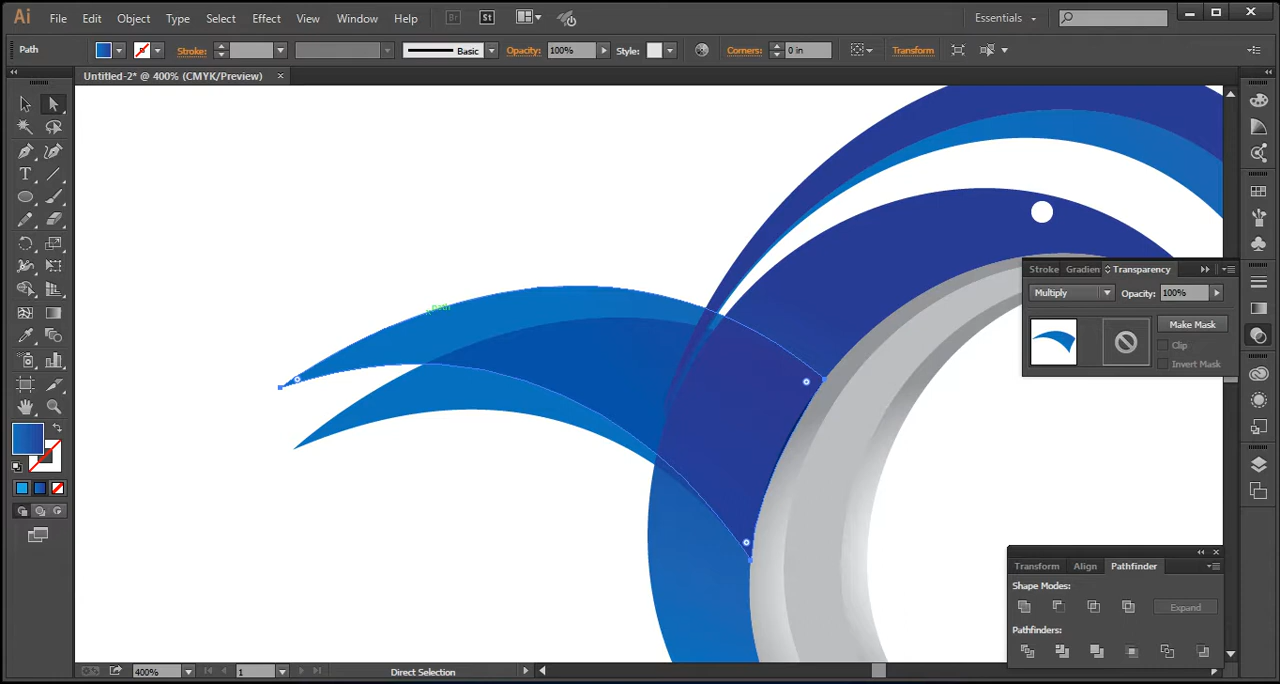 Ai File Edit Object Type Select Effect View Window Help Br St Essentials
Path Stroke: Basic Opacity: 100% Style: Corners: 0 in Transform
Untitled-2* @ 400% (CMYK/Preview) ×
T
path
Stroke Gradien Transparency
Multiply Opacity: 100%
Make Mask
Clip
Invert Mask
Transform Align Pathfinder
Shape Modes:
Expand
Pathfinders:
400% 1 Direct Selection